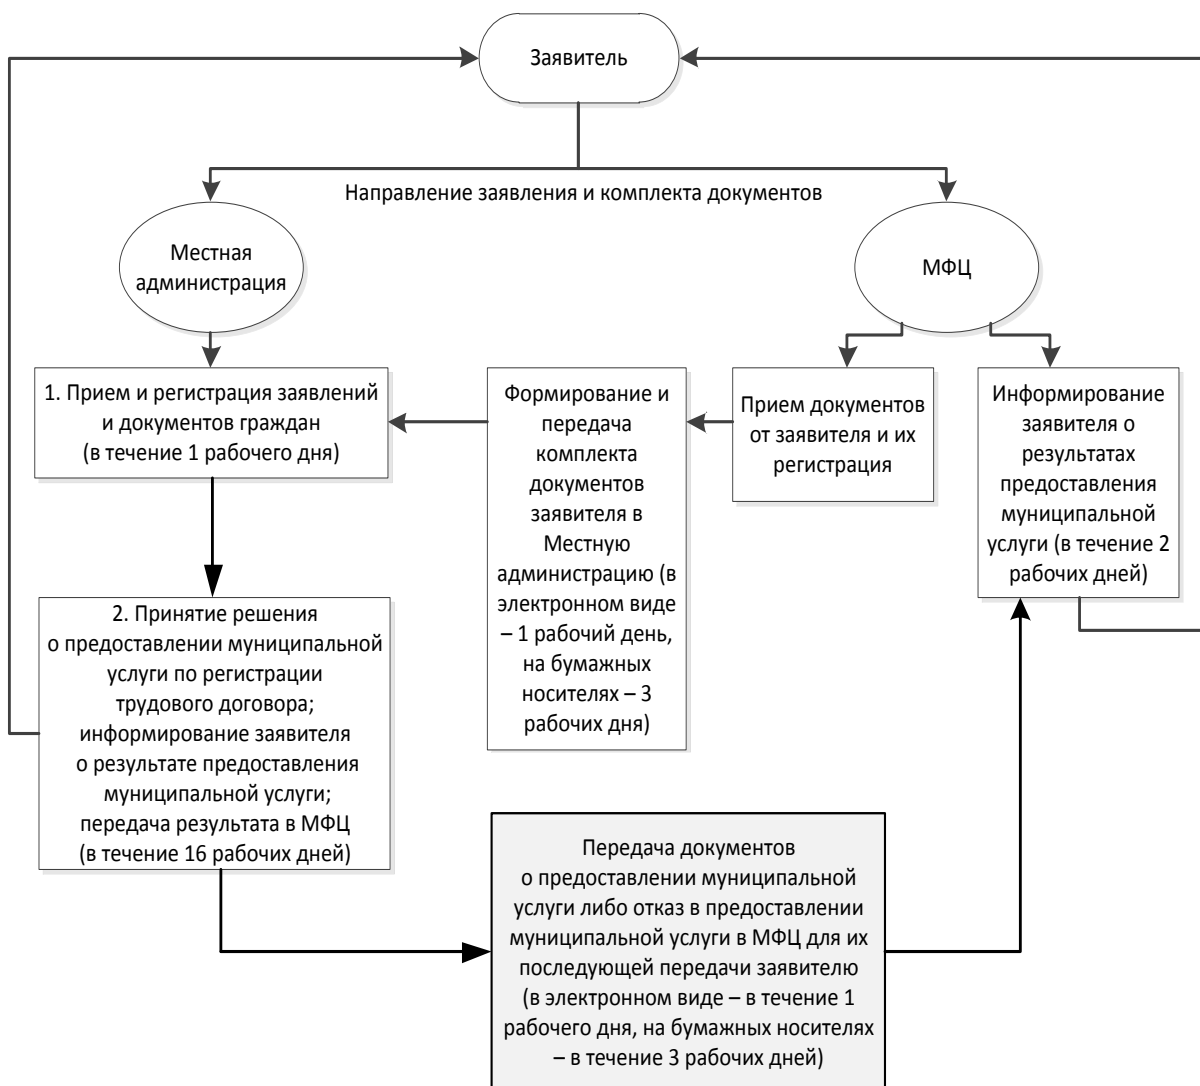 Заявитель
Направление заявления и комплекта документов
Местная
администрация
МФЦ
1. Прием и регистрация заявлений
и документов граждан
(в течение 1 рабочего дня)
Формирование и
передача
комплекта
документов
заявителя в
Местную
администрацию (в
электронном виде
– 1 рабочий день,
на бумажных
носителях – 3
рабочих дня)
Прием документов
от заявителя и их
регистрация
Информирование
заявителя о
результатах
предоставления
муниципальной
услуги (в течение 2
рабочих дней)
2. Принятие решения
о предоставлении муниципальной
услуги по регистрации
трудового договора;
информирование заявителя
о результате предоставления
муниципальной услуги;
передача результата в МФЦ
(в течение 16 рабочих дней)
Передача документов
о предоставлении муниципальной
услуги либо отказ в предоставлении
муниципальной услуги в МФЦ для их
последующей передачи заявителю
(в электронном виде – в течение 1
рабочего дня, на бумажных носителях
– в течение 3 рабочих дней)